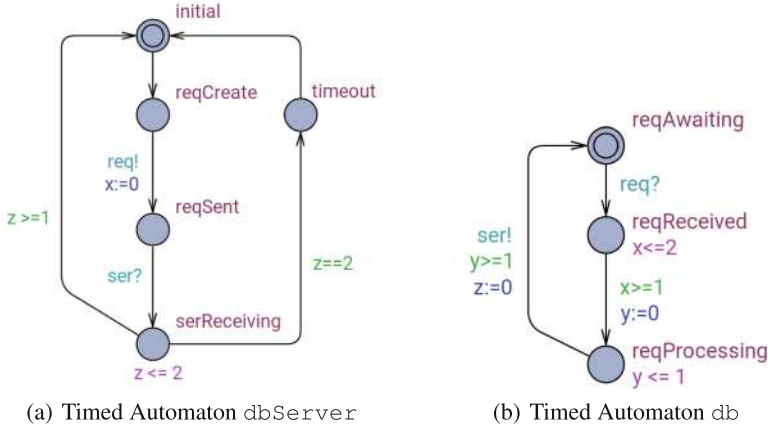 initial
reqCreate
timeout
req!
x:=0
reqSent
z >=1
ser?
z==2
serReceiving
z <= 2
(a) Timed Automaton dbServer
reqAwaiting
req?
reqReceived
x<=2
ser!
y>=1
z:=0
x>=1
y:=0
reqProcessing
y <= 1
(b) Timed Automaton db